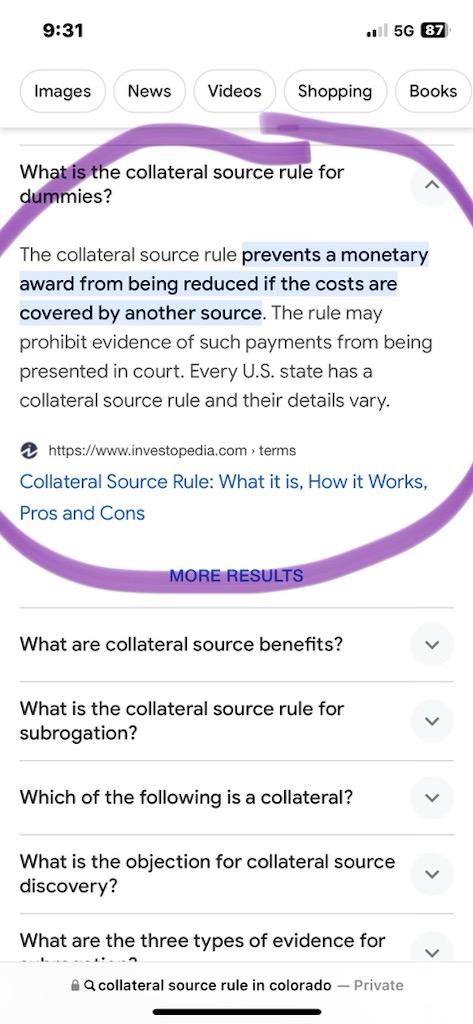 9:31
5G 87
Images News Videos Shopping Books
What is the collateral source rule for
dummies?
The collateral source rule prevents a monetary
award from being reduced if the costs are
covered by another source. The rule may
prohibit evidence of such payments from being
presented in court. Every U.S. state has a
collateral source rule and their details vary.
https://www.investopedia.com › terms
Collateral Source Rule: What it is, How it Works,
Pros and Cons
MORE RESULTS
What are collateral source benefits?
What is the collateral source rule for
subrogation?
Which of the following is a collateral?
What is the objection for collateral source
discovery?
What are the three types of evidence for
subrogation?
collateral source rule in colorado — Private